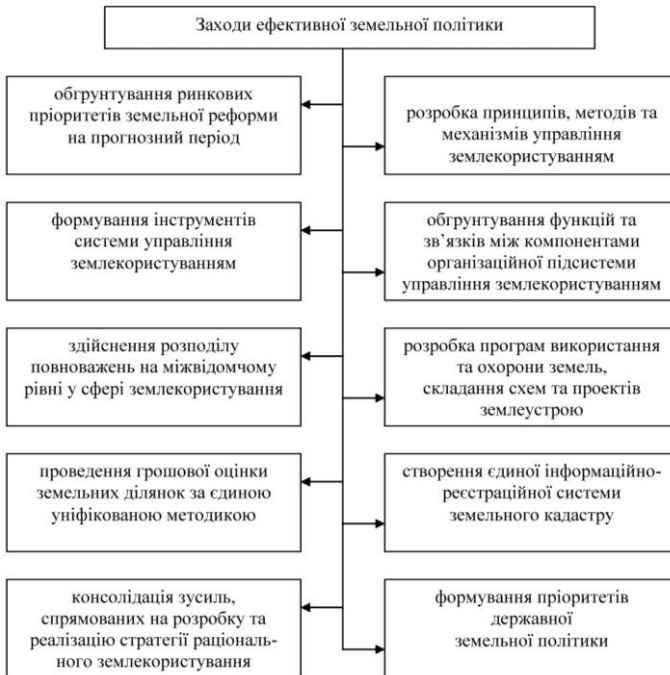 Заходи ефективної земельної політики
обгрунтування ринкових
пріоритетів земельної реформи
на прогнозний період
розробка принципів, методів та
механізмів управління
землекористуванням
формування інструментів
системи управління
землекористуванням
обгрунтування функцій та
зв’язків між компонентами
організаційної підсистеми
управління землекористуванням
здійснення розподілу
повноважень на міжвідомчому
рівні у сфері землекористування
розробка програм використання
та охорони земель,
складання схем та проектів
землеустрою
проведення грошової оцінки
земельних ділянок за єдиною
уніфікованою методикою
створення єдиної інформаційно-
реєстраційної системи
земельного кадастру
консолідація зусиль,
спрямованих на розробку та
реалізацію стратегії раціональ-
ного землекористування
формування пріоритетів
державної
земельної політики